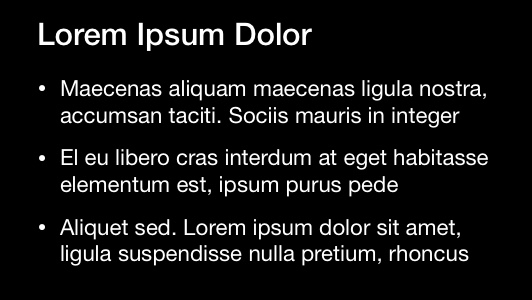 Lorem Ipsum Dolor
• Maecenas aliquam maecenas ligula nostra,
accumsan taciti. Sociis mauris in integer
• El eu libero cras interdum at eget habitasse
elementum est, ipsum purus pede
• Aliquet sed. Lorem ipsum dolor sit amet,
ligula suspendisse nulla pretium, rhoncus